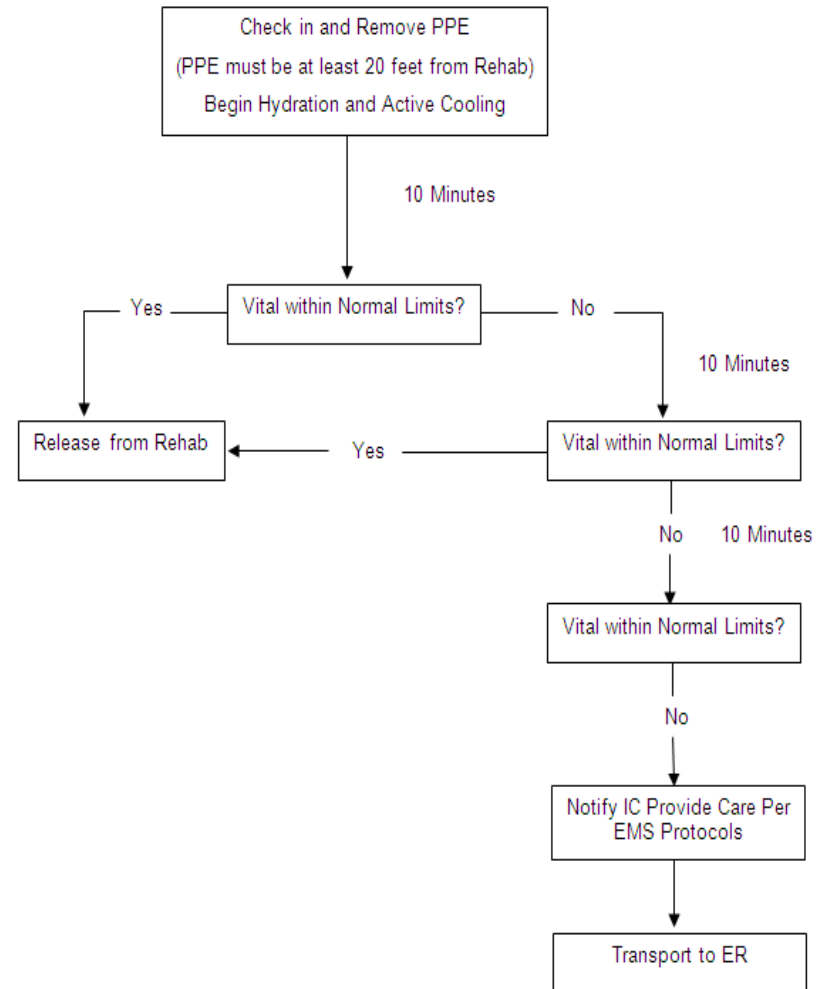 Check in and Remove PPE
(PPE must be at least 20 feet from Rehab)
Begin Hydration and Active Cooling
10 Minutes
Yes
Vital within Normal Limits?
No
10 Minutes
Release from Rehab
Yes
Vital within Normal Limits?
No
10 Minutes
Vital within Normal Limits?
No
Notify IC Provide Care Per
EMS Protocols
Transport to ER